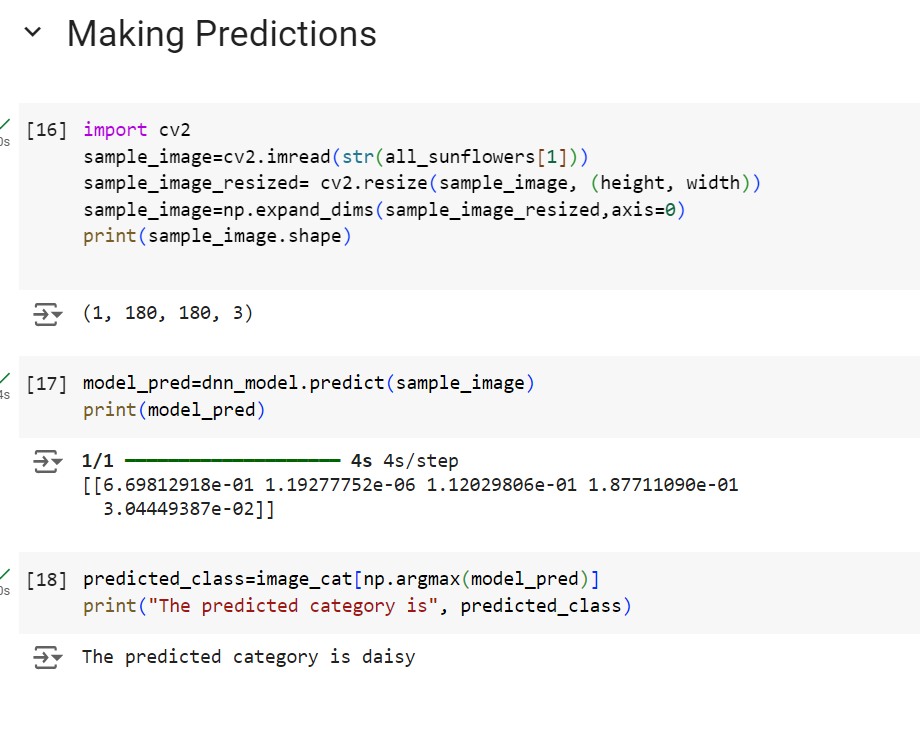 Making Predictions
[16] import cv2
sample_image=cv2.imread(str(all_sunflowers[1]))
sample_image_resized= cv2.resize(sample_image, (height, width))
sample_image=np.expand_dims(sample_image_resized,axis=0)
print(sample_image.shape)
0s
(1, 180, 180, 3)
[17] model_pred=dnn_model.predict(sample_image)
print(model_pred)
4s
1/1 4s 4s/step
[[6.69812918e-01 1.19277752e-06 1.12029806e-01 1.87711090e-01
3.04449387e-02]]
[18] predicted_class=image_cat[np.argmax(model_pred)]
print("The predicted category is", predicted_class)
0s
The predicted category is daisy